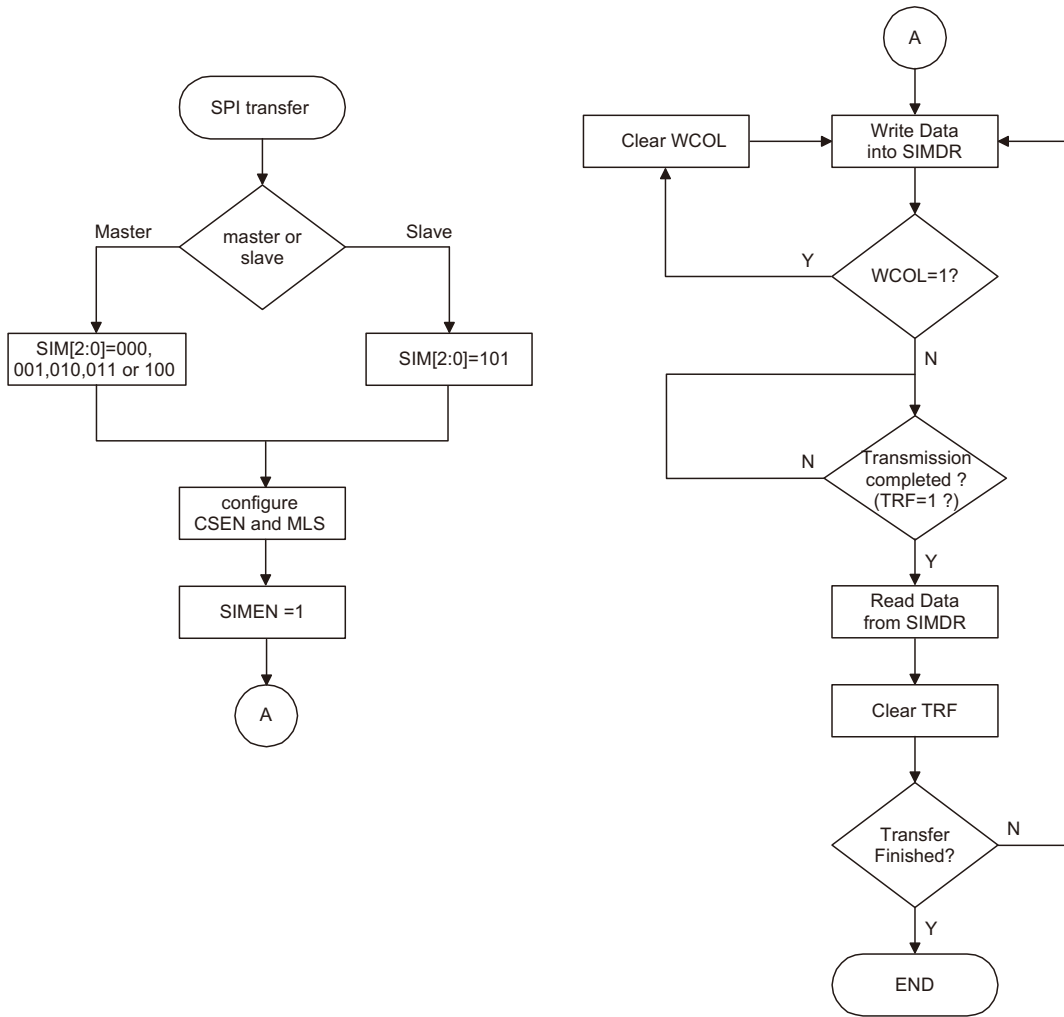 SPI transfer
master or
slave
Master
Slave
SIM[2:0]=000,
001,010,011 or 100
SIM[2:0]=101
configure
CSEN and MLS
SIMEN =1
A
A
Clear WCOL
Write Data
into SIMDR
WCOL=1?
Y
N
Transmission
completed ?
(TRF=1 ?)
N
Y
Read Data
from SIMDR
Clear TRF
Transfer
Finished?
N
Y
END